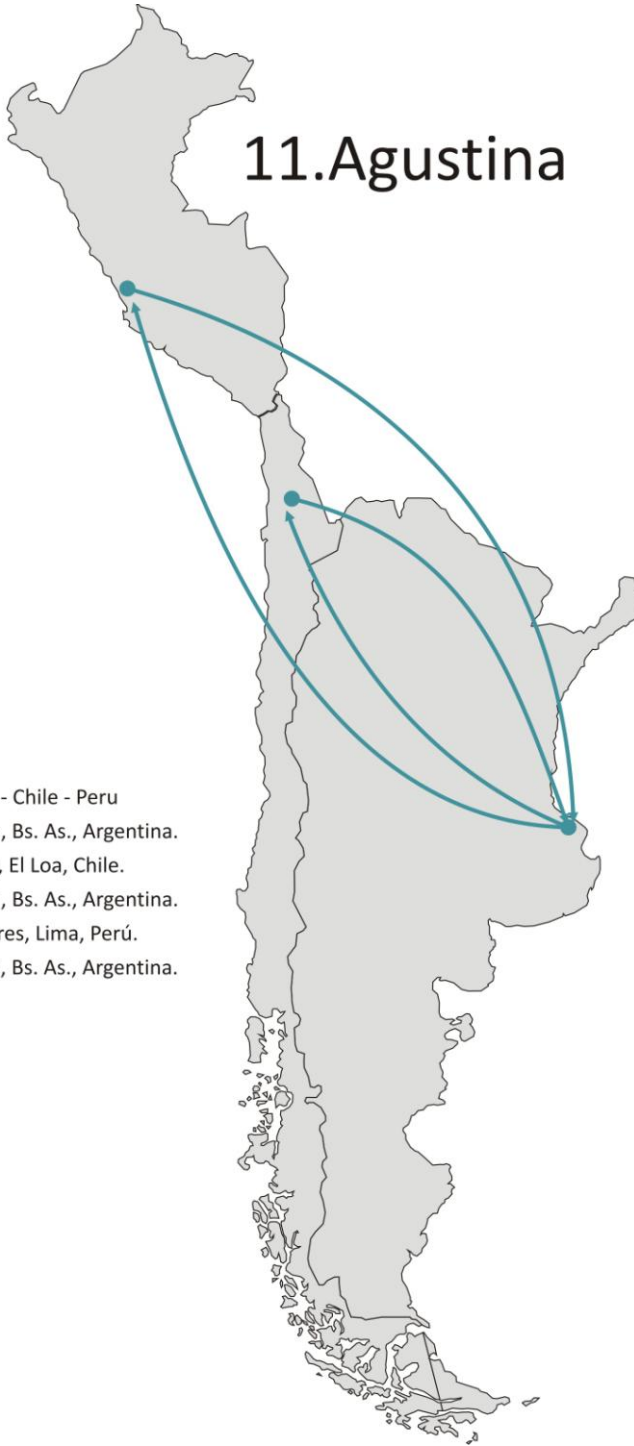 11.Agustina
- Chile - Peru
, Bs. As., Argentina.
, El Loa, Chile.
, Bs. As., Argentina.
res, Lima, Perú.
, Bs. As., Argentina.